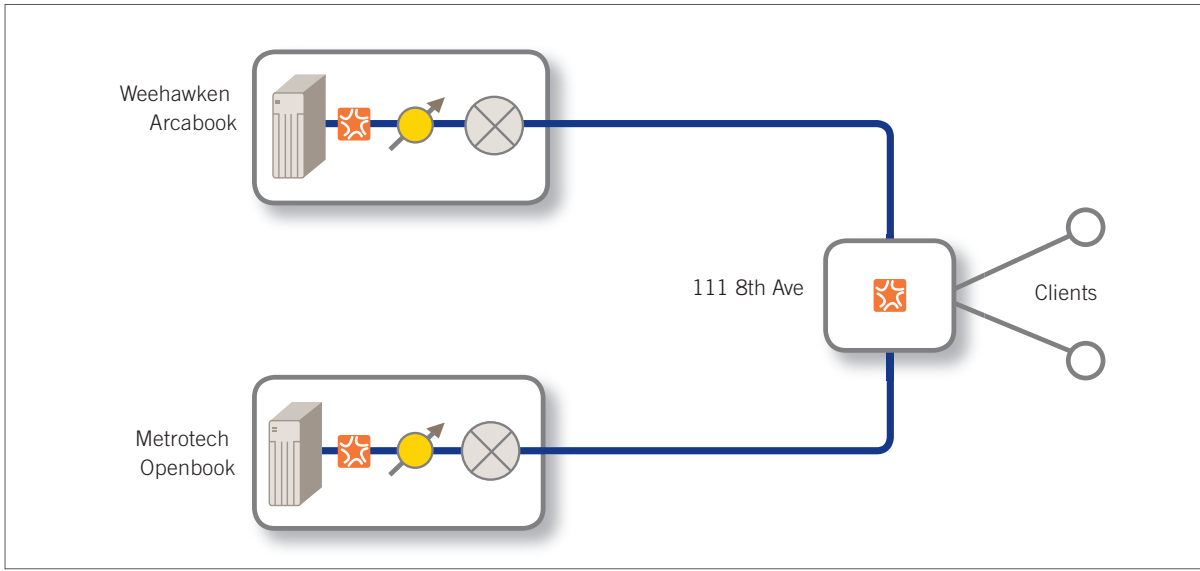 Weehawken
Arcabook
111 8th Ave
Clients
Metrotech
Openbook